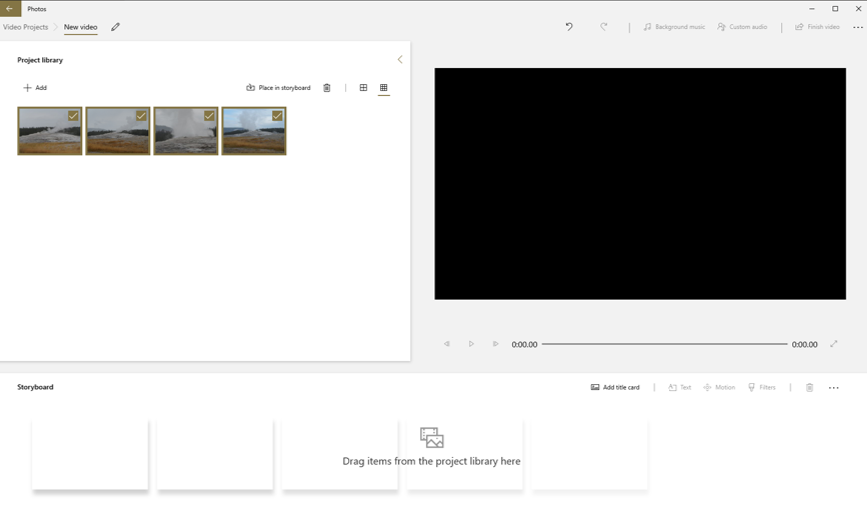 Photos
Video Projects New video
Background music Custom audio Finish video
Project library
Add Place in storyboard
0:00.00 0:00.00
Storyboard Add title card Text Motion Filters
Drag items from the project library here